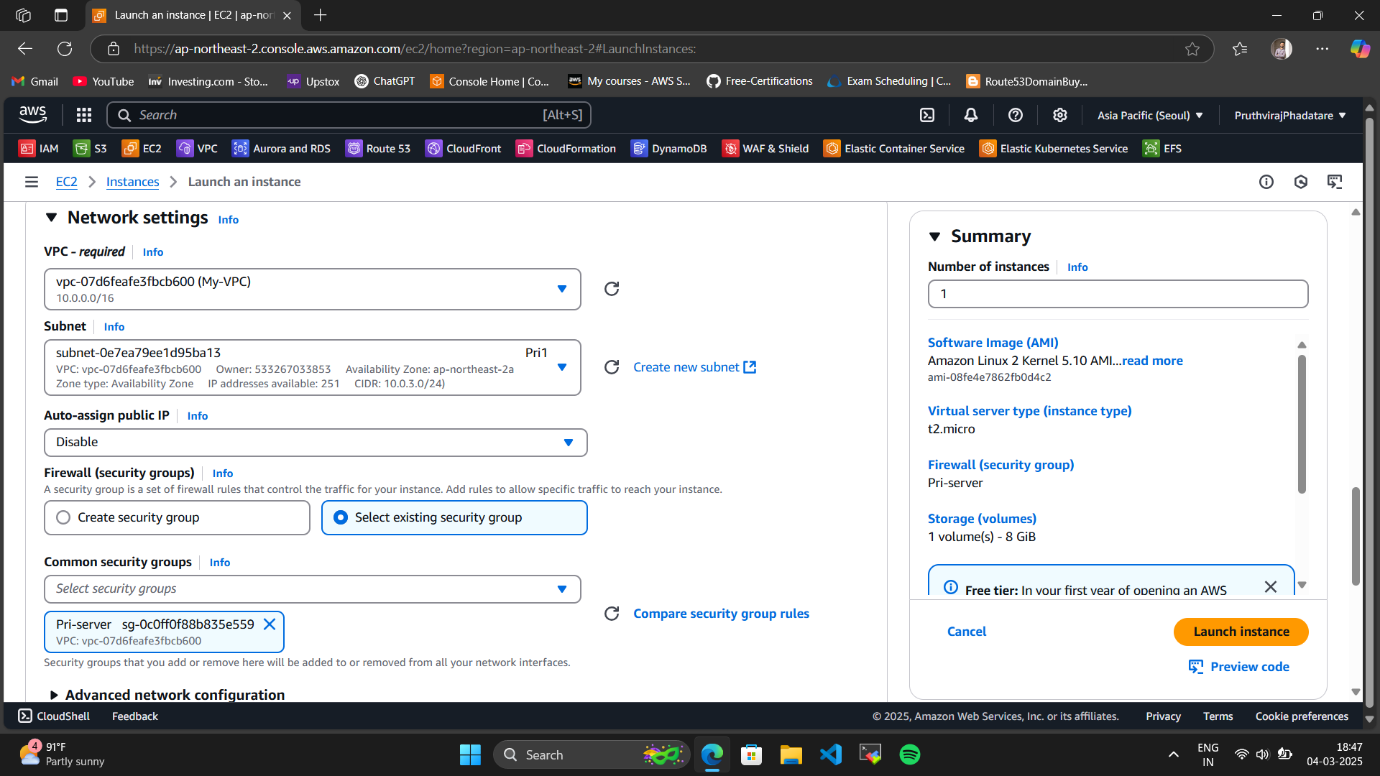 Launch an instance | EC2 | ap-nor
https://ap-northeast-2.console.aws.amazon.com/ec2/home?region=ap-northeast-2#LaunchInstances:
Gmail YouTube inv Investing.com - Sto... up Upstox ChatGPT Console Home | Co... aws My courses - AWS S... Free-Certifications Exam Scheduling | C... Route53DomainBuy...
aws Search [Alt+S] Asia Pacific (Seoul) PruthvirajPhadatare
IAM S3 EC2 VPC Aurora and RDS Route 53 CloudFront CloudFormation DynamoDB WAF & Shield Elastic Container Service Elastic Kubernetes Service EFS
EC2 Instances Launch an instance
Network settings Info
VPC - required Info
vpc-07d6feafe3fbcb600 (My-VPC)
10.0.0.0/16
Subnet Info
subnet-0e7ea79ee1d95ba13 Pri1
VPC: vpc-07d6feafe3fbcb600 Owner: 533267033853 Availability Zone: ap-northeast-2a
Zone type: Availability Zone IP addresses available: 251 CIDR: 10.0.3.0/24)
Create new subnet
Auto-assign public IP Info
Disable
Firewall (security groups) Info
A security group is a set of firewall rules that control the traffic for your instance. Add rules to allow specific traffic to reach your instance.
Create security group Select existing security group
Common security groups Info
Select security groups
Pri-server sg-0c0ff0f88b835e559
VPC: vpc-07d6feafe3fbcb600
Compare security group rules
Security groups that you add or remove here will be added to or removed from all your network interfaces.
Advanced network configuration
Summary
Number of instances Info
1
Software Image (AMI)
Amazon Linux 2 Kernel 5.10 AMI...read more
ami-08fe4e7862fb0d4c2
Virtual server type (instance type)
t2.micro
Firewall (security group)
Pri-server
Storage (volumes)
1 volume(s) - 8 GiB
Free tier: In your first year of opening an AWS
Cancel Launch instance
Preview code
CloudShell Feedback © 2025, Amazon Web Services, Inc. or its affiliates. Privacy Terms Cookie preferences
4 91°F
Partly sunny
Search
ENG
IN
18:47
04-03-2025